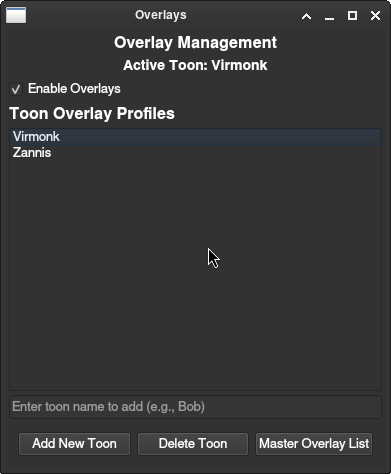 Overlays
Overlay Management
Active Toon: Virmonk
Enable Overlays
Toon Overlay Profiles
Virmonk
Zannis
Enter toon name to add (e.g., Bob)
Add New Toon Delete Toon Master Overlay List